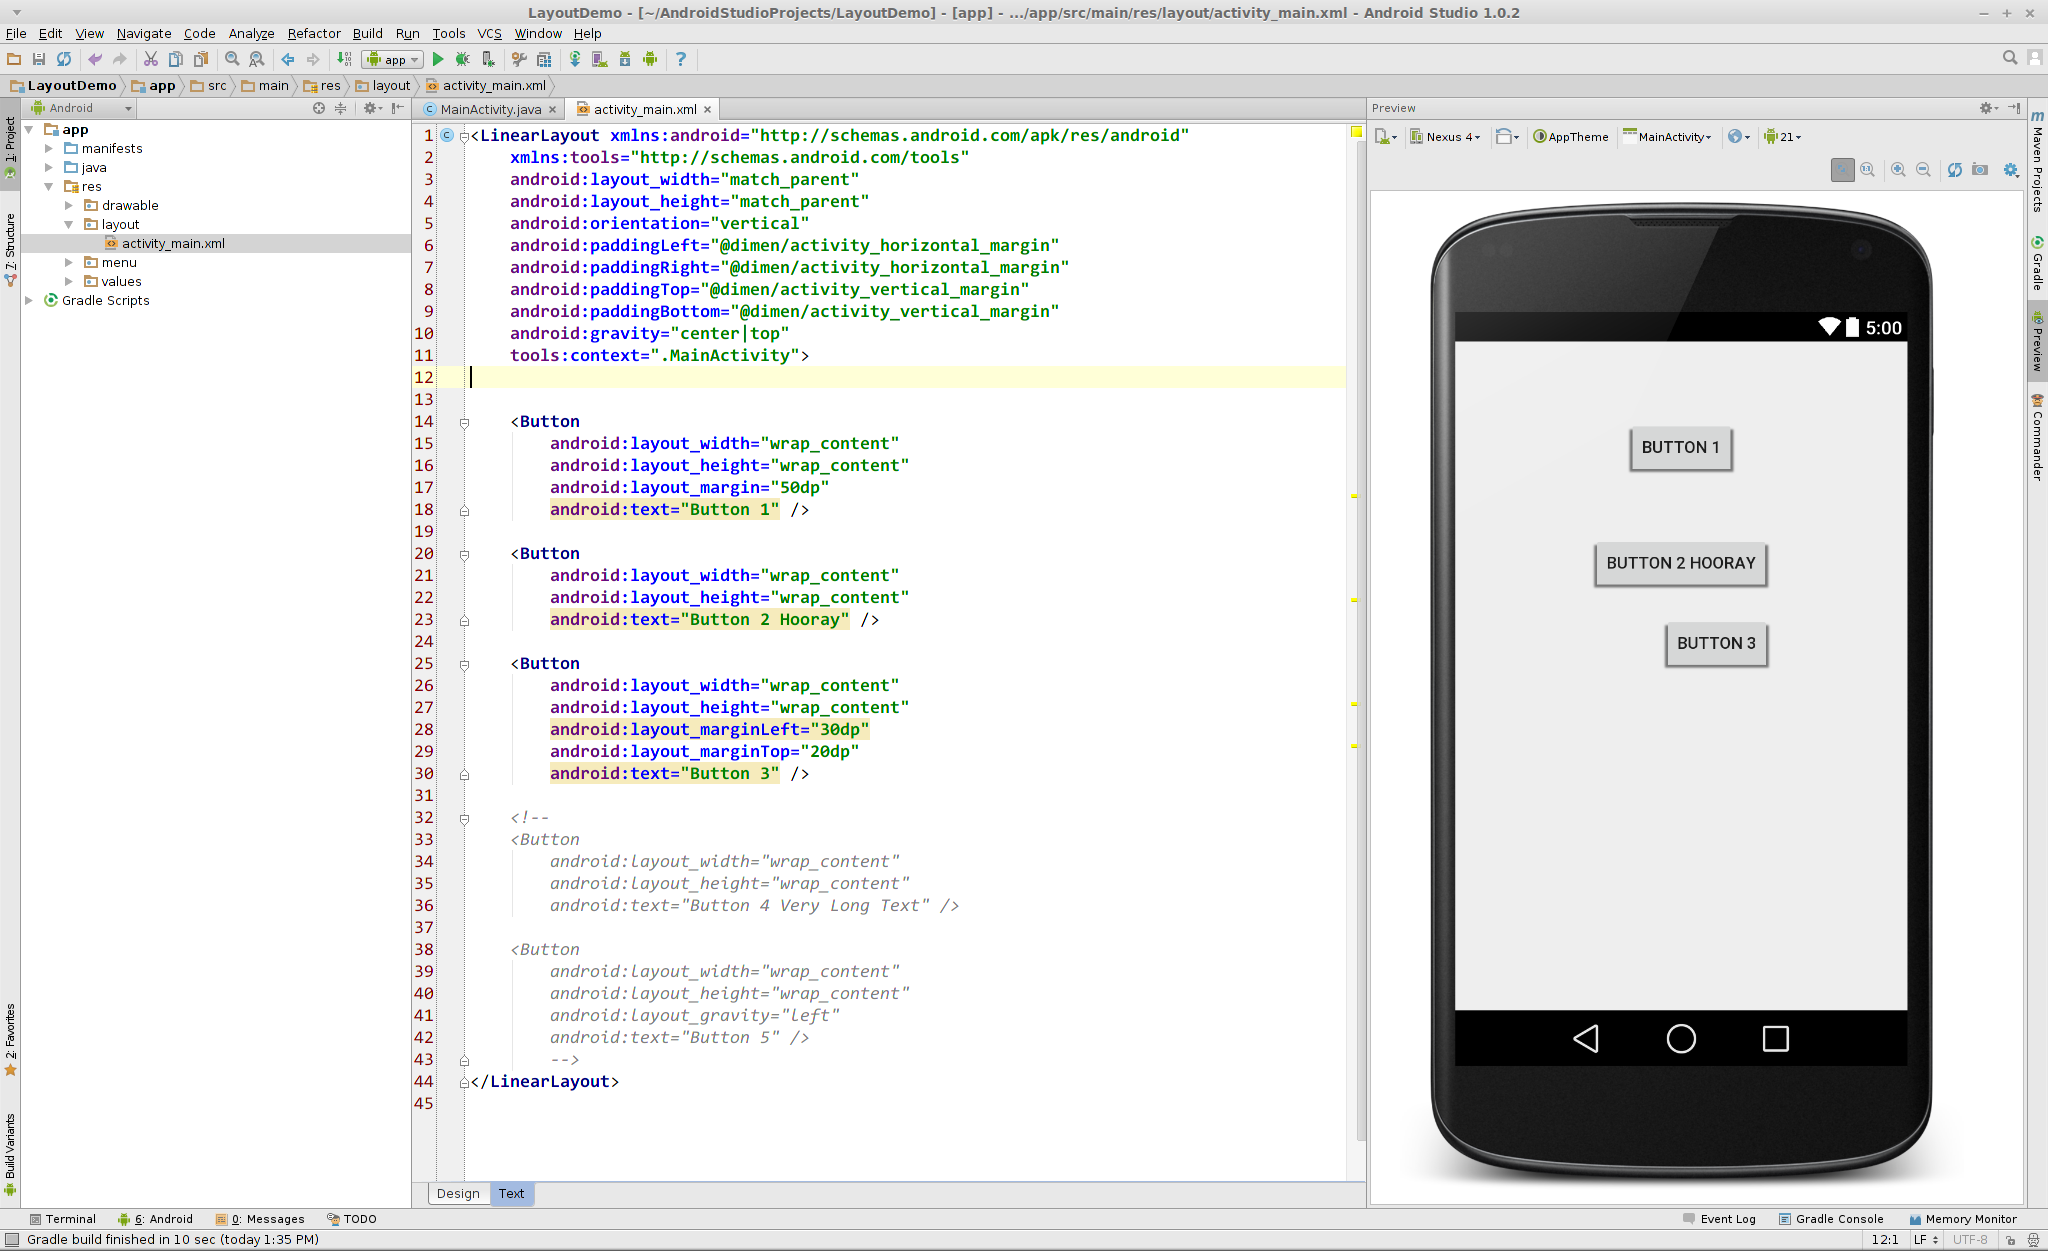 LayoutDemo - [~/AndroidStudioProjects/LayoutDemo] - [app] - .../app/src/main/res/layout/activity_main.xml - Android Studio 1.0.2
File Edit View Navigate Code Analyze Refactor Build Run Tools VCS Window Help
app
LayoutDemo app src main res layout activity_main.xml
Android
MainActivity.java activity_main.xml
Preview
1: Project
7: Structure
2: Favorites
Build Variants
app
manifests
java
res
drawable
layout
activity_main.xml
menu
values
Gradle Scripts
1 <LinearLayout xmlns:android="http://schemas.android.com/apk/res/android"
2 xmlns:tools="http://schemas.android.com/tools"
3 android:layout_width="match_parent"
4 android:layout_height="match_parent"
5 android:orientation="vertical"
6 android:paddingLeft="@dimen/activity_horizontal_margin"
7 android:paddingRight="@dimen/activity_horizontal_margin"
8 android:paddingTop="@dimen/activity_vertical_margin"
9 android:paddingBottom="@dimen/activity_vertical_margin"
10 android:gravity="center|top"
11 tools:context=".MainActivity">
12
13
14 <Button
15 android:layout_width="wrap_content"
16 android:layout_height="wrap_content"
17 android:layout_margin="50dp"
18 android:text="Button 1" />
19
20 <Button
21 android:layout_width="wrap_content"
22 android:layout_height="wrap_content"
23 android:text="Button 2 Hooray" />
24
25 <Button
26 android:layout_width="wrap_content"
27 android:layout_height="wrap_content"
28 android:layout_marginLeft="30dp"
29 android:layout_marginTop="20dp"
30 android:text="Button 3" />
31
32 <!--
33 <Button
34 android:layout_width="wrap_content"
35 android:layout_height="wrap_content"
36 android:text="Button 4 Very Long Text" />
37
38 <Button
39 android:layout_width="wrap_content"
40 android:layout_height="wrap_content"
41 android:layout_gravity="left"
42 android:text="Button 5" />
43 -->
44 </LinearLayout>
45
Design Text
Nexus 4 AppTheme MainActivity 21
5:00
BUTTON 1
BUTTON 2 HOORAY
BUTTON 3
Maven Projects
Gradle
Preview
Commander
Terminal 6: Android 0: Messages TODO Event Log Gradle Console Memory Monitor
Gradle build finished in 10 sec (today 1:35 PM) 12:1 LF UTF-8